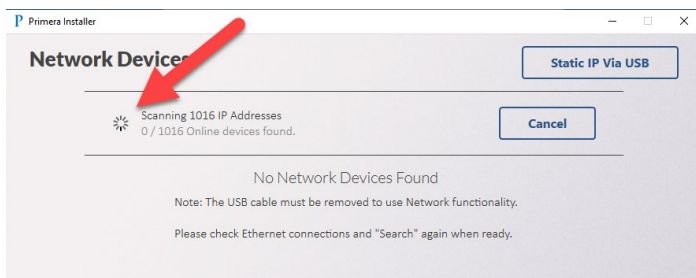 P Primera Installer
Network Devices
Static IP Via USB
Scanning 1016 IP Addresses
0 / 1016 Online devices found.
Cancel
No Network Devices Found
Note: The USB cable must be removed to use Network functionality.
Please check Ethernet connections and "Search" again when ready.